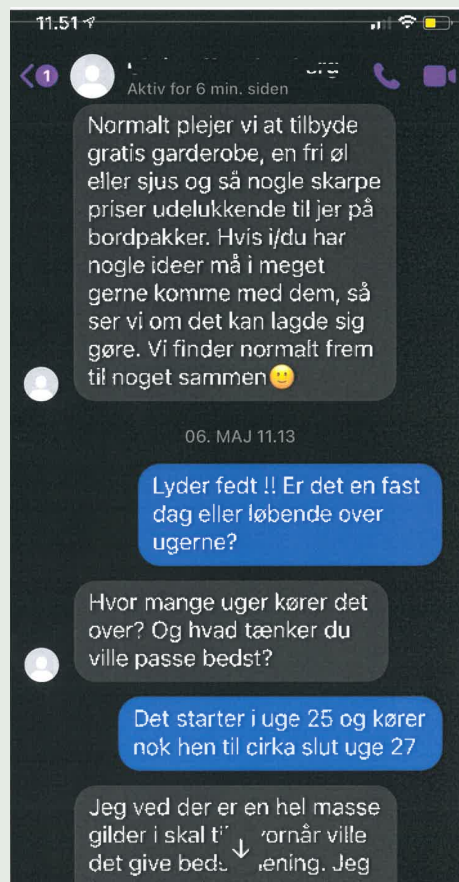 11.51
1
Aktiv for 6 min. siden
Normalt plejer vi at tilbyde
gratis garderobe, en fri øl
eller sjus og så nogle skarpe
priser udelukkende til jer på
bordpakker. Hvis i/du har
nogle ideer må i meget
gerne komme med dem, så
ser vi om det kan lagde sig
gøre. Vi finder normalt frem
til noget sammen🙂
06. MAJ 11.13
Lyder fedt !! Er det en fast
dag eller løbende over
ugerne?
Hvor mange uger kører det
over? Og hvad tænker du
ville passe bedst?
Det starter i uge 25 og kører
nok hen til cirka slut uge 27
Jeg ved der er en hel masse
gilder i skal
det give Jeg